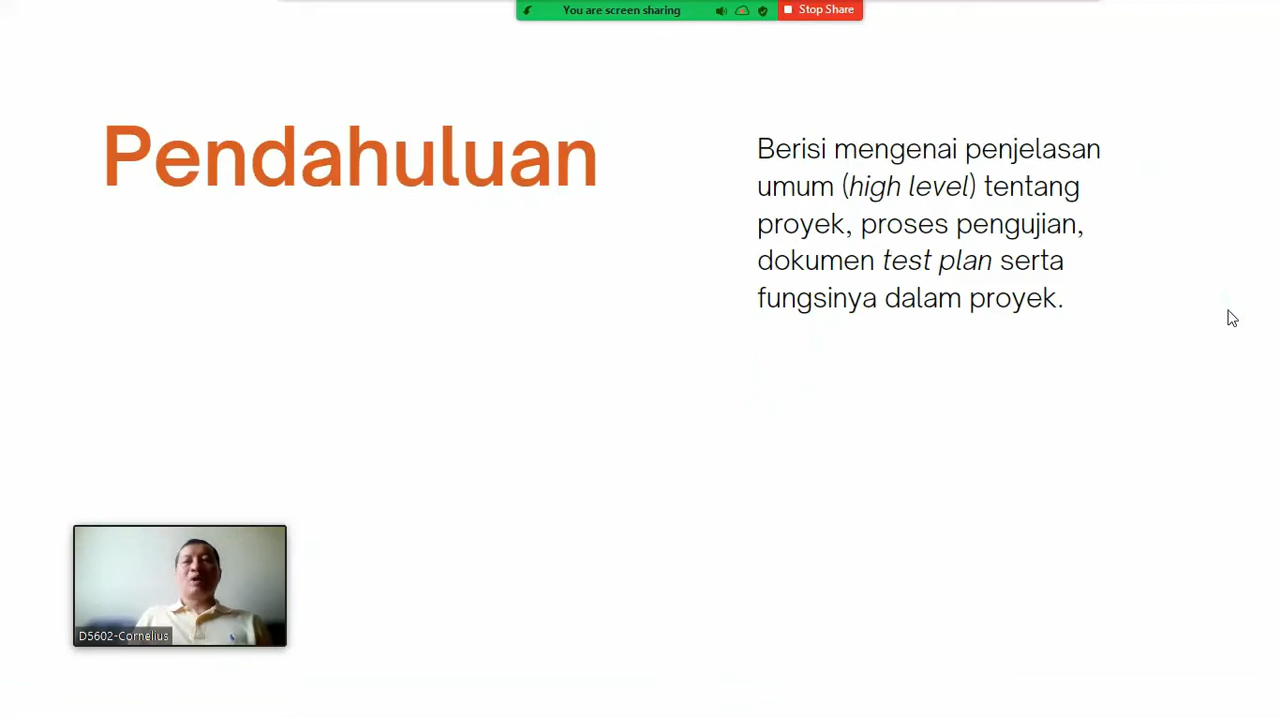 You are screen sharing
Stop Share
Pendahuluan
Berisi mengenai penjelasan
umum (high level) tentang
proyek, proses pengujian,
dokumen test plan serta
fungsinya dalam proyek.
D5602-Cornelius